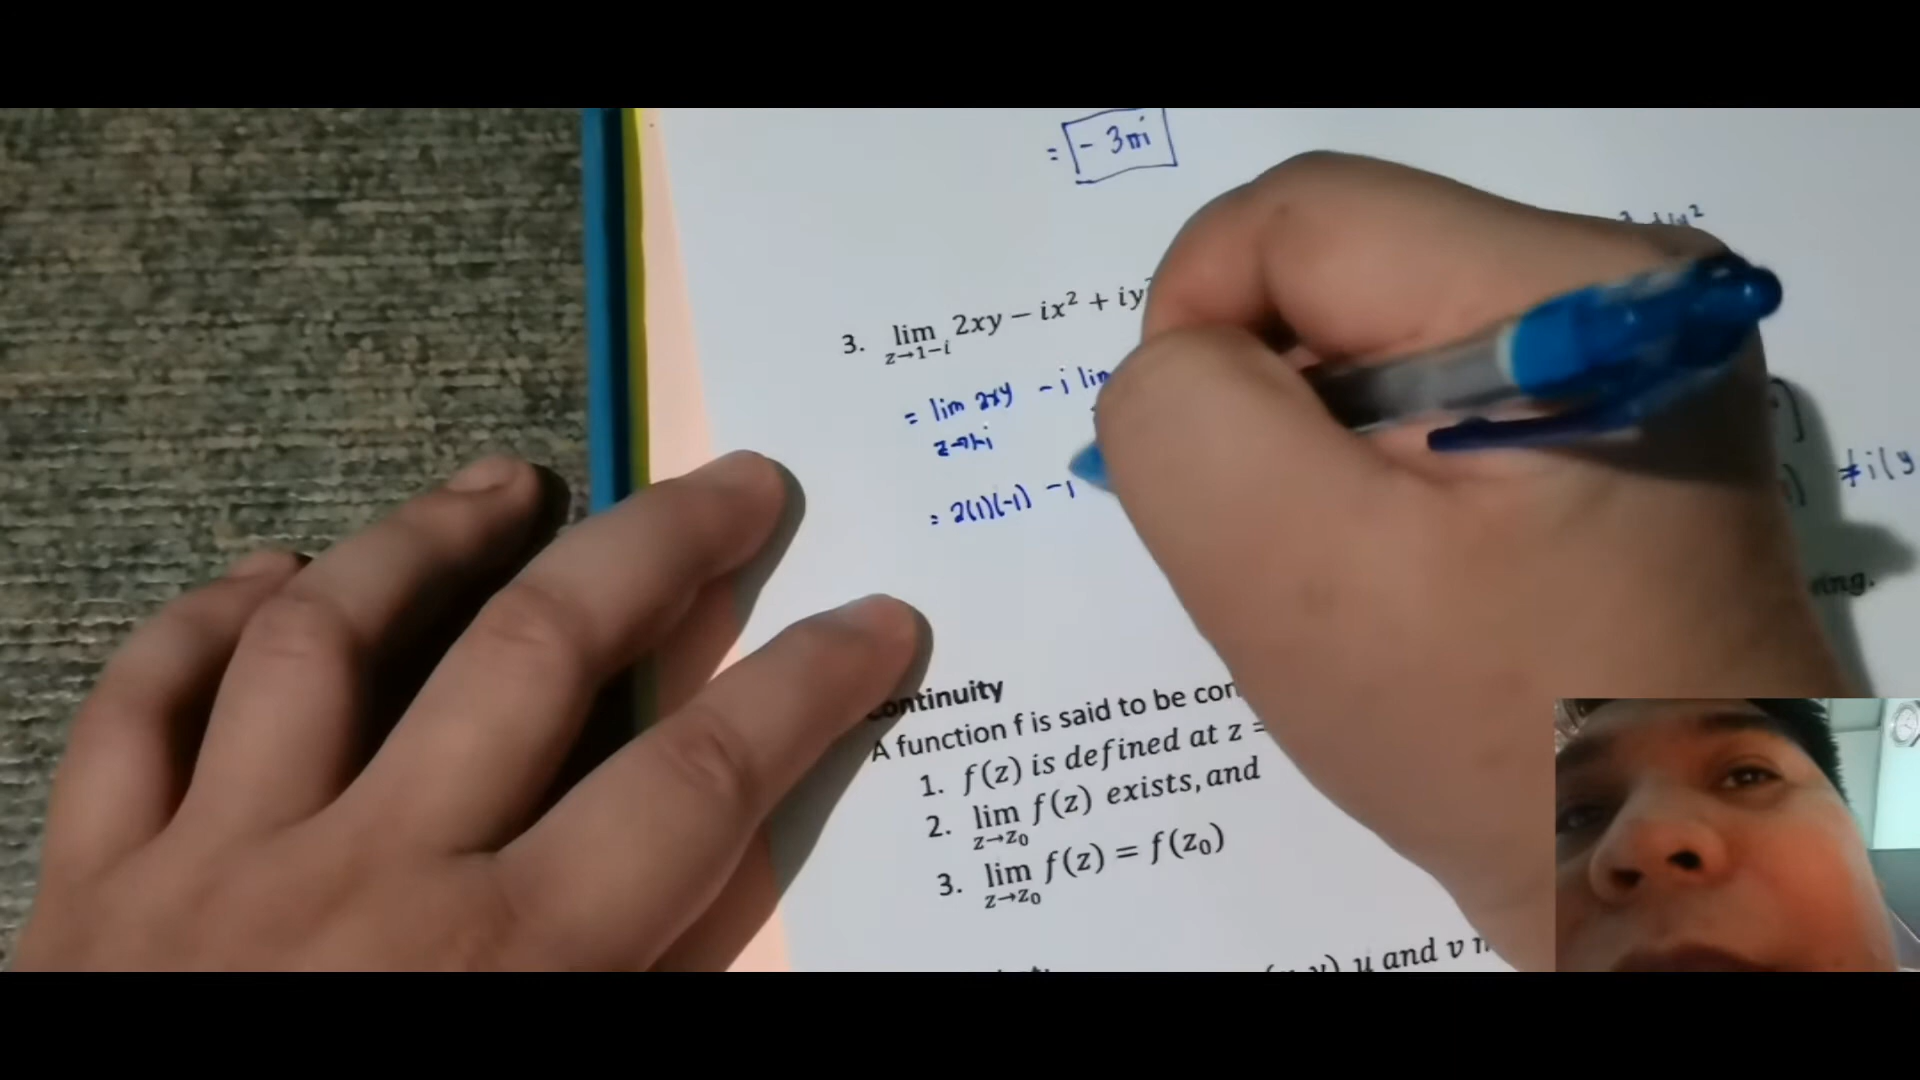 = - 3πi
3. lim 2xy − ix² + iy²
z→1−i
= lim 2xy - i lim
z→1-i
= 2(1)(-1) - i
≠ i(y
Continuity
A function f is said to be con
1. f(z) is defined at z =
2. lim f(z) exists, and
z→z₀
3. lim f(z) = f(z₀)
z→z₀
u and v